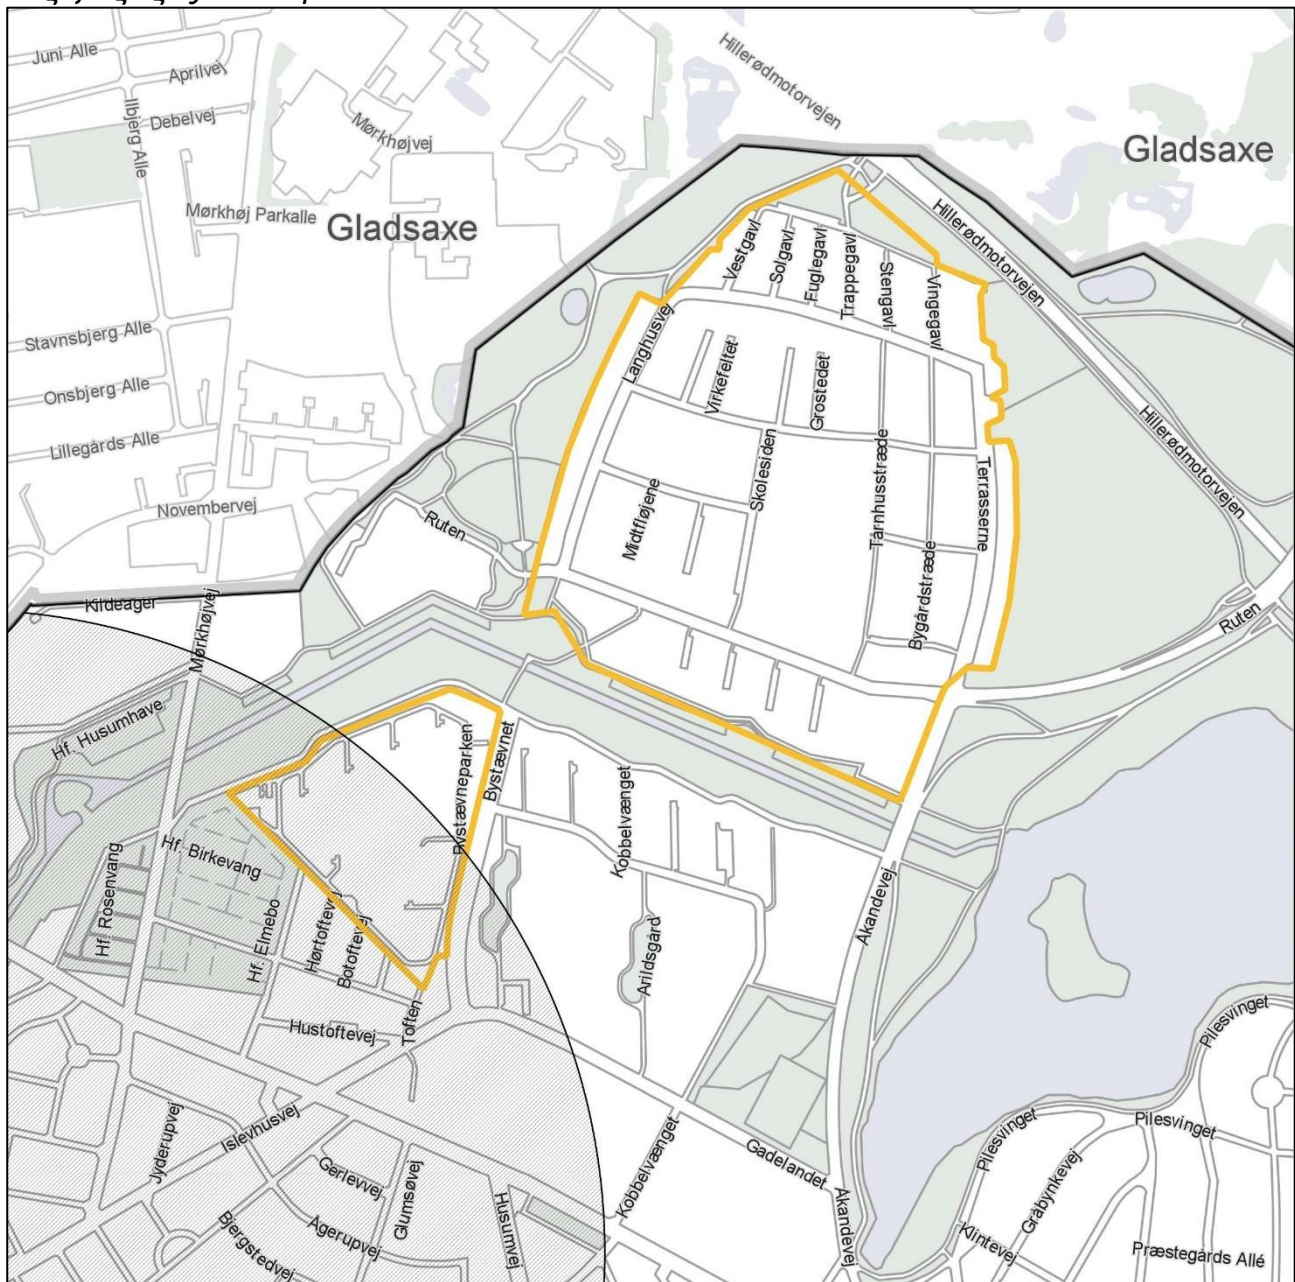 Hillerødmotorvejen
Juni Alle
Aprilvej
Ilbjerg Alle
Debelvej
Mørkhøjvej
Gladsaxe
Mørkhøj Parkalle
Gladsaxe
Hillerødmotorvejen
Vestgavl
Solgavl
Fuglegavl
Trappegavl
Stengavl
Vingegavl
Stavnsbjerg Alle
Onsbjerg Alle
Lillegårds Alle
Langhusvej
Virkefeltet
Grostedet
Hillerødmotorvejen
Novembervej
Ruten
Midtfløjene
Skolesiden
Tårnhusstræde
Terrasserne
Bygårdstræde
Ruten
Kildeager
Mørkhøjvej
Hf. Husumhave
Bystævneparken
Bystævnet
Kobbelvænget
Hf. Birkevang
Hf. Rosenvang
Hf. Elmebo
Hørtoftevej
Botoftevej
Arildsgård
Åkandevej
Hustoftevej
Toften
Pilesvinget
Jyderupvej
Islevhusvej
Gerlevvej
Glumsøvej
Ågerupvej
Bjergstedvej
Husumvej
Kobbelvænget
Gadelandet
Åkandevej
Pilesvinget
Pilesvinget
Gråbynkevej
Klintevej
Præstegårds Allé